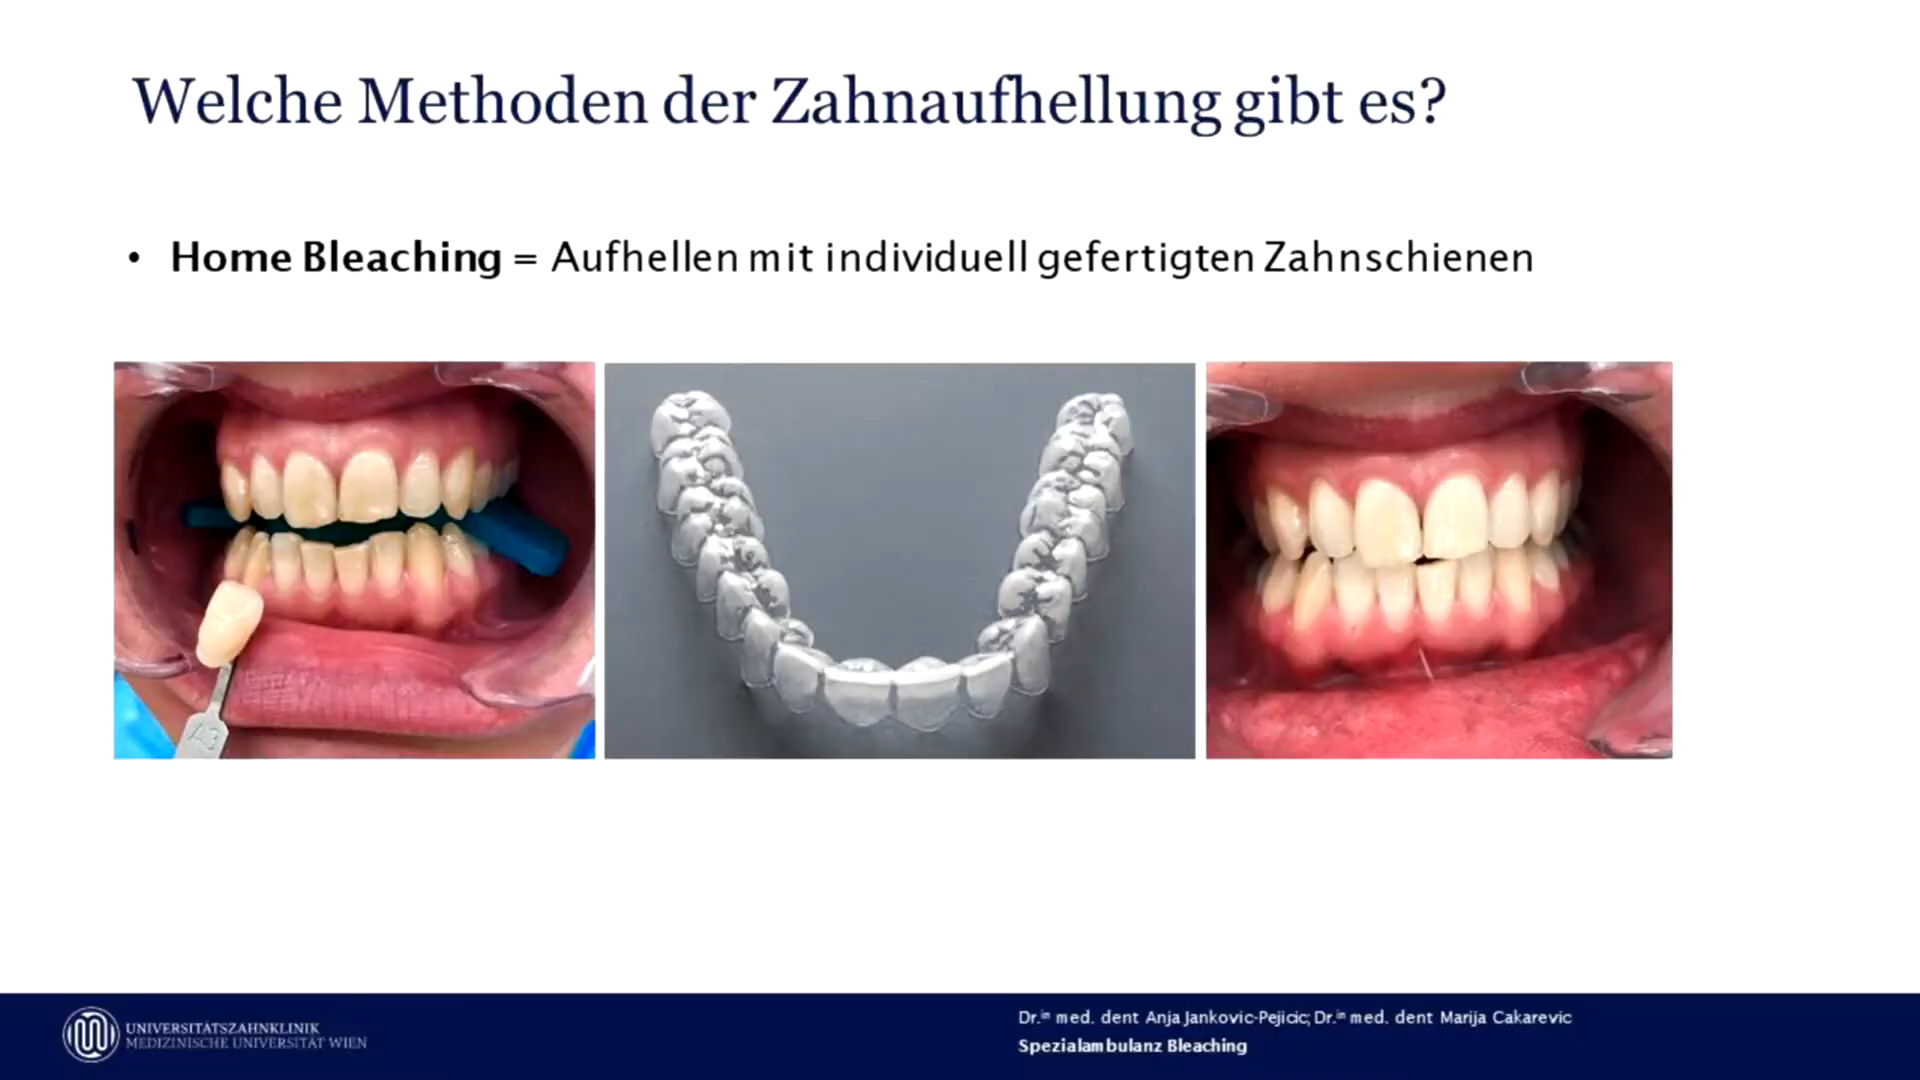 Welche Methoden der Zahnaufhellung gibt es?
• Home Bleaching = Aufhellen mit individuell gefertigten Zahnschienen
A3
UNIVERSITÄTSZAHNKLINIK
MEDIZINISCHE UNIVERSITÄT WIEN
Dr.in med. dent Anja Jankovic-Pejicic; Dr.in med. dent Marija Cakarevic
Spezialambulanz Bleaching